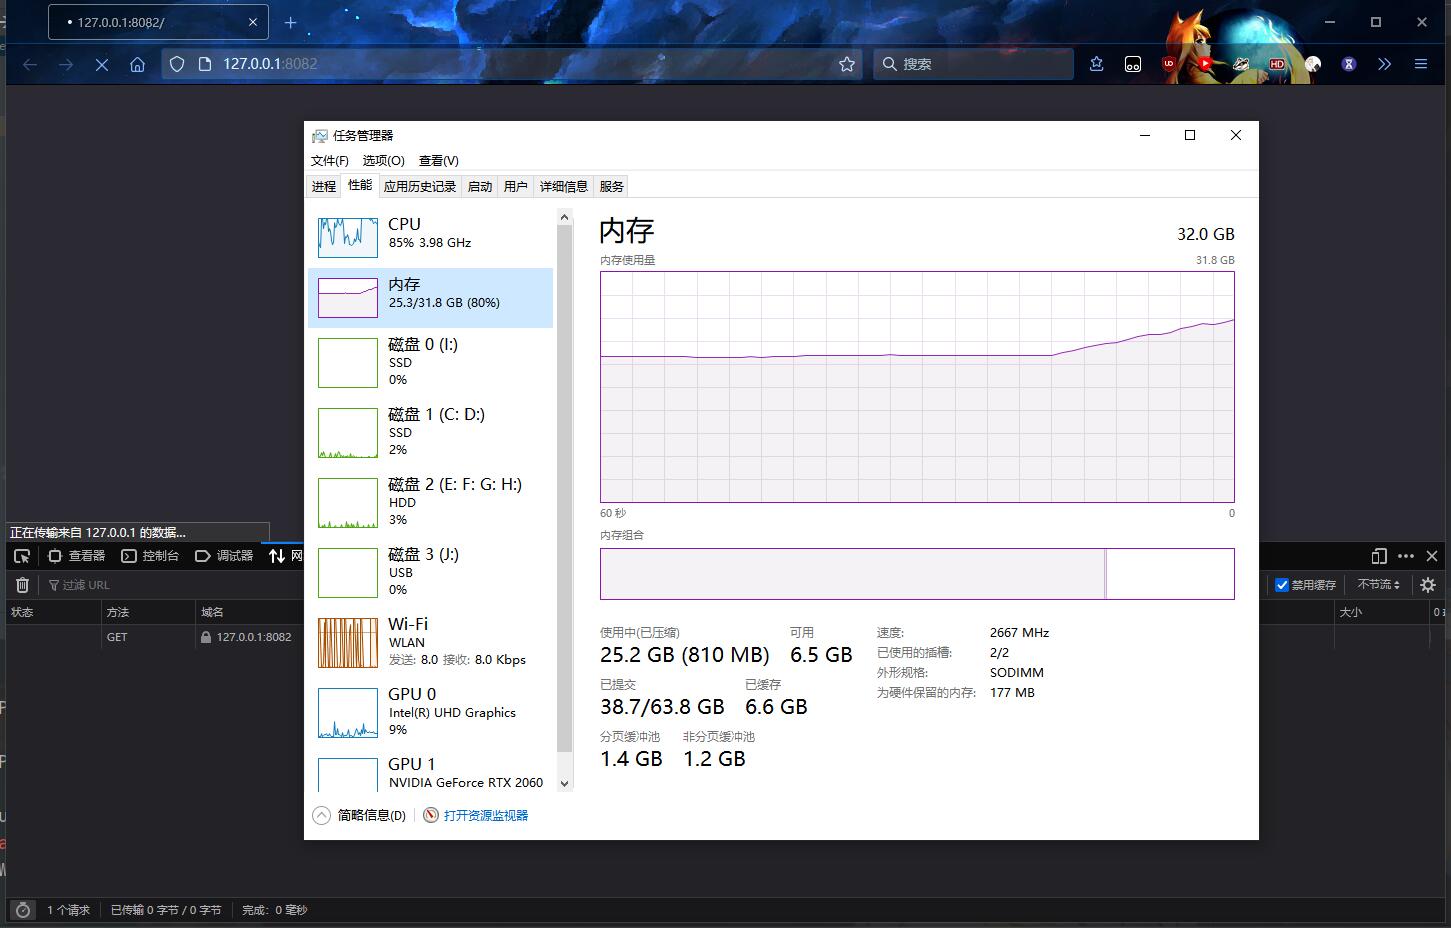 127.0.0.1:8082/
127.0.0.1:8082
搜索
任务管理器
文件(F) 选项(O) 查看(V)
进程 性能 应用历史记录 启动 用户 详细信息 服务
CPU
85% 3.98 GHz
内存
25.3/31.8 GB (80%)
磁盘 0 (I:)
SSD
0%
磁盘 1 (C: D:)
SSD
2%
磁盘 2 (E: F: G: H:)
HDD
3%
磁盘 3 (J:)
USB
0%
Wi-Fi
WLAN
发送: 8.0 接收: 8.0 Kbps
GPU 0
Intel(R) UHD Graphics
9%
GPU 1
NVIDIA GeForce RTX 2060
内存 32.0 GB
内存使用量 31.8 GB
60 秒 0
内存组合
使用中(已压缩) 可用
25.2 GB (810 MB) 6.5 GB
已提交 已缓存
38.7/63.8 GB 6.6 GB
分页缓冲池 非分页缓冲池
1.4 GB 1.2 GB
速度: 2667 MHz
已使用的插槽: 2/2
外形规格: SODIMM
为硬件保留的内存: 177 MB
简略信息(D) 打开资源监视器
正在传输来自 127.0.0.1 的数据...
查看器 控制台 调试器 网
过滤 URL 禁用缓存 不节流
状态 方法 域名 大小 0
GET 127.0.0.1:8082
1 个请求 已传输 0 字节 / 0 字节 完成: 0 毫秒
UO
HD